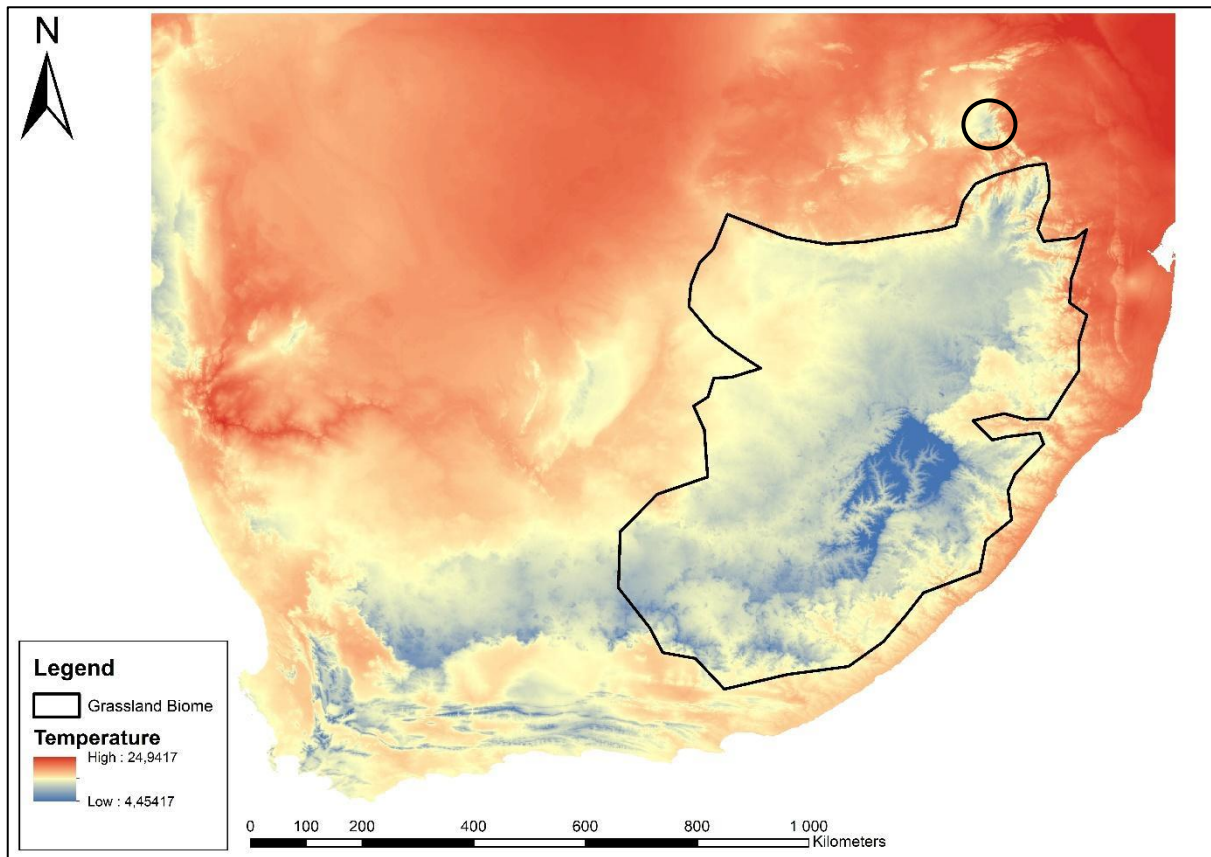 N
Legend
Grassland Biome
Temperature
High : 24,9417
Low : 4,45417
0 100 200 400 600 800 1 000
Kilometers